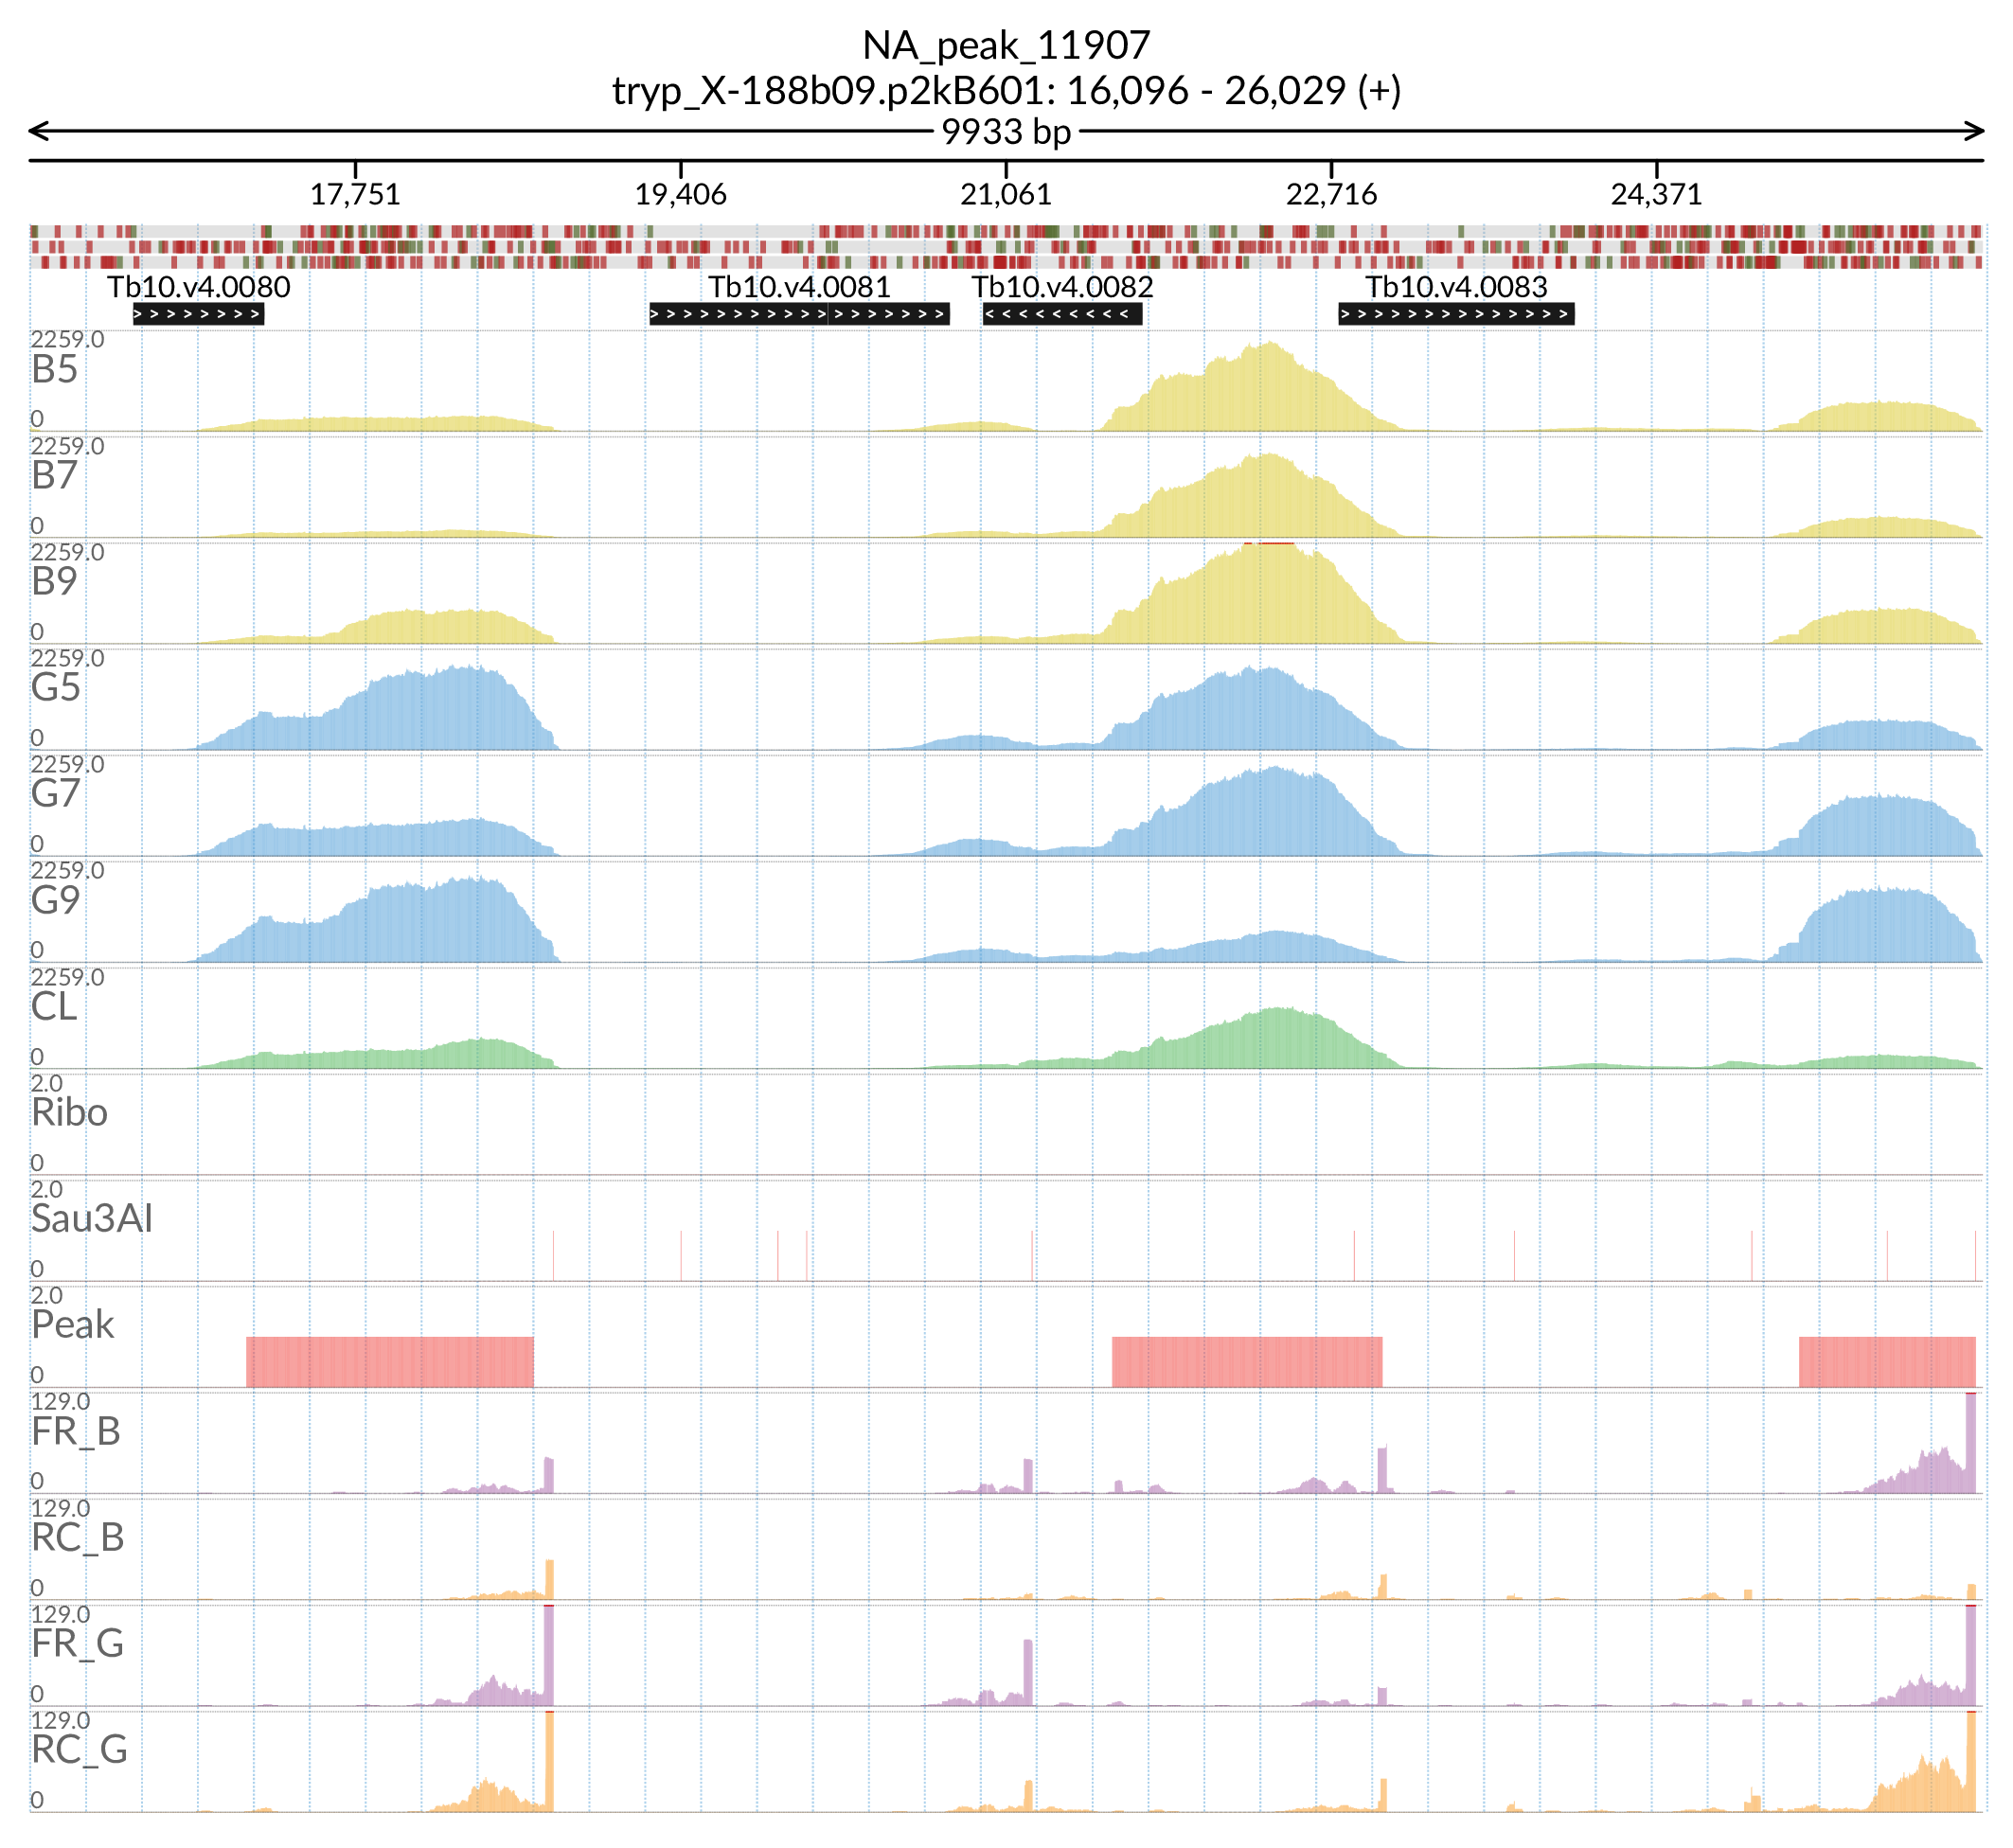 NA_peak_11907
tryp_X-188b09.p2kB601: 16,096 - 26,029 (+)
9933 bp
17,751 19,406 21,061 22,716 24,371
Tb10.v4.0080 Tb10.v4.0081 Tb10.v4.0082 Tb10.v4.0083
2259.0
B5
0
2259.0
B7
0
2259.0
B9
0
2259.0
G5
0
2259.0
G7
0
2259.0
G9
0
2259.0
CL
0
2.0
Ribo
0
2.0
Sau3AI
0
2.0
Peak
0
129.0
FR_B
0
129.0
RC_B
0
129.0
FR_G
0
129.0
RC_G
0